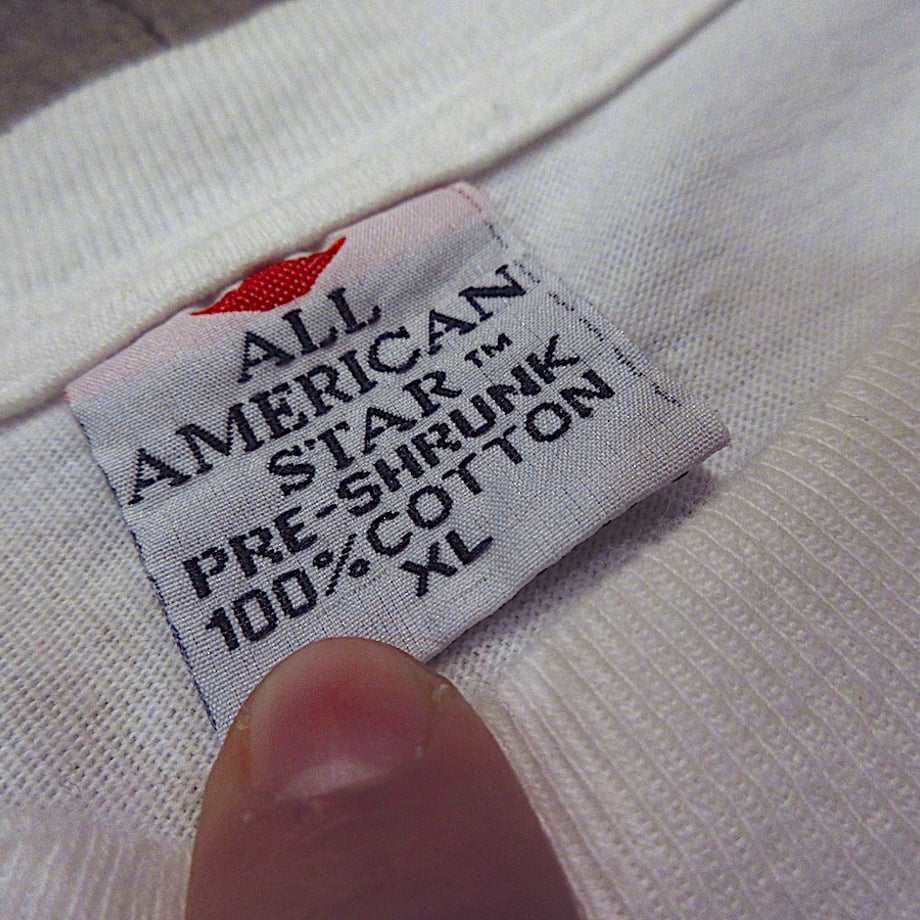 ALL
AMERICAN
STAR™
PRE-SHRUNK
100% COTTON
XL